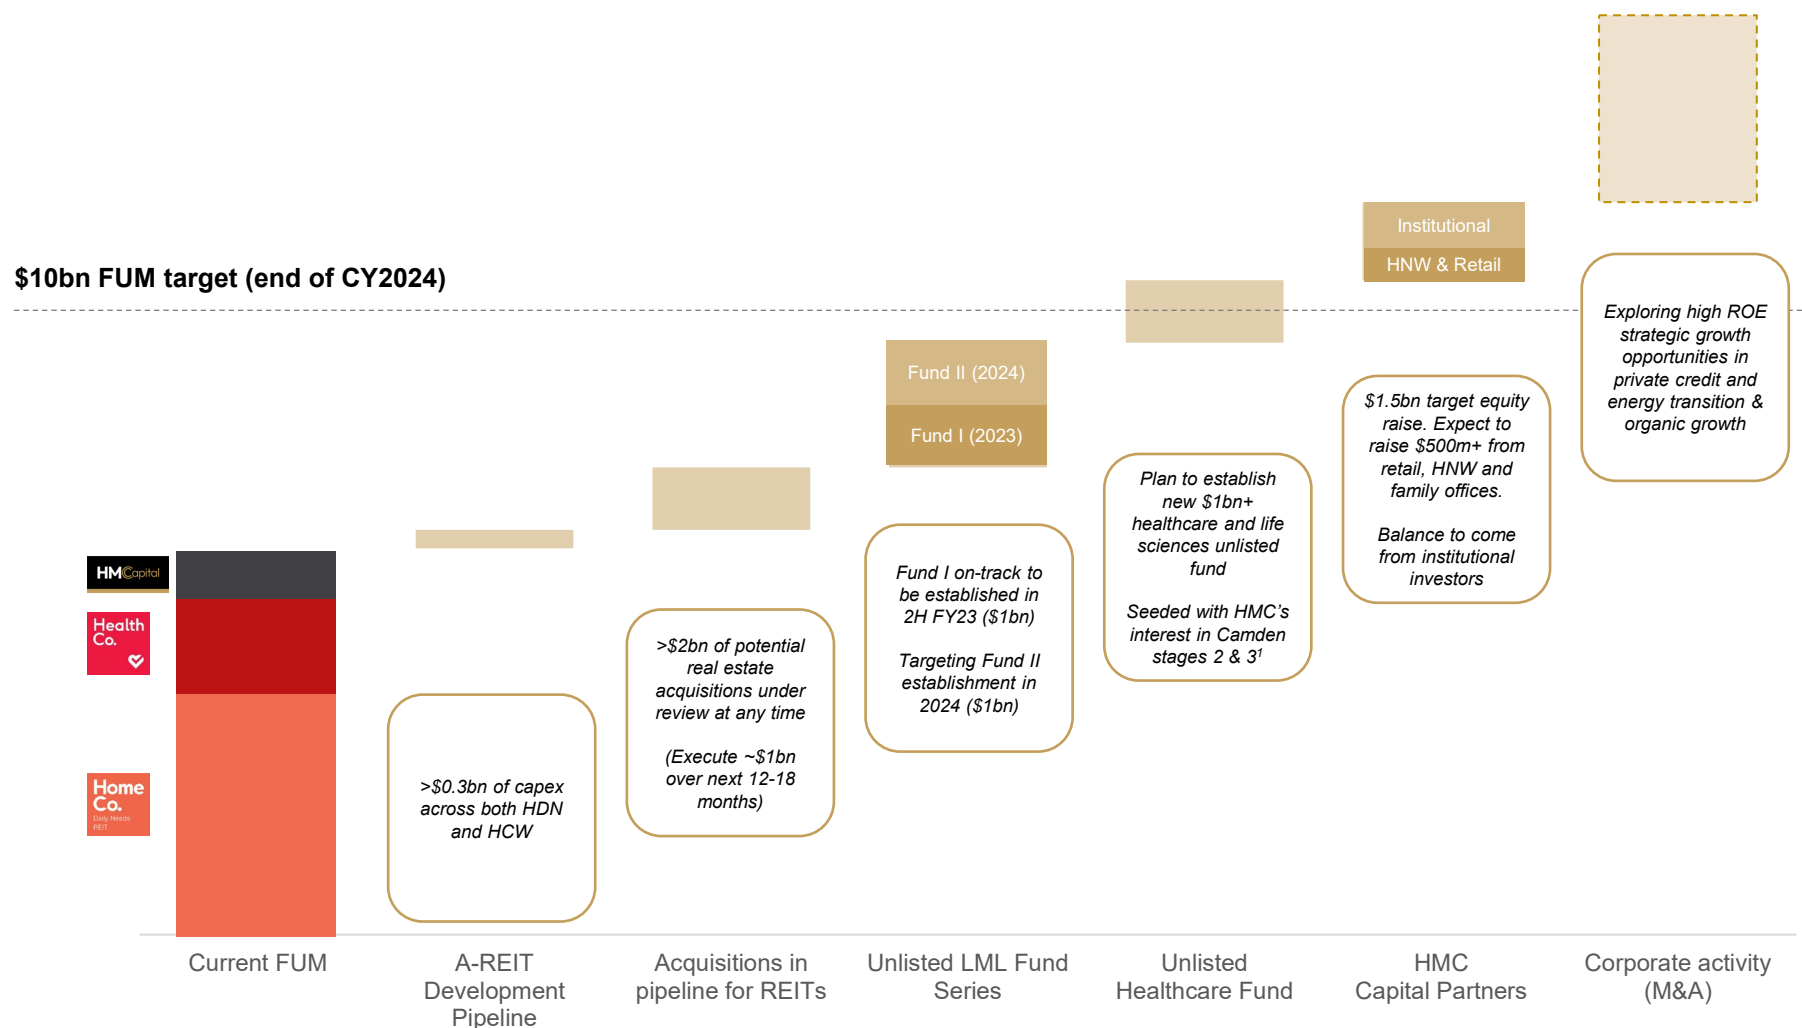 $10bn FUM target (end of CY2024)
HMCapital
Health
Co.
Home
Co.
Daily Needs
REIT
Current FUM
>$0.3bn of capex
across both HDN
and HCW
A-REIT
Development
Pipeline
>$2bn of potential
real estate
acquisitions under
review at any time
(Execute ~$1bn
over next 12-18
months)
Acquisitions in
pipeline for REITs
Fund II (2024)
Fund I (2023)
Fund I on-track to
be established in
2H FY23 ($1bn)
Targeting Fund II
establishment in
2024 ($1bn)
Unlisted LML Fund
Series
Plan to establish
new $1bn+
healthcare and life
sciences unlisted
fund
Seeded with HMC’s
interest in Camden
stages 2 & 3¹
Unlisted
Healthcare Fund
Institutional
HNW & Retail
$1.5bn target equity
raise. Expect to
raise $500m+ from
retail, HNW and
family offices.
Balance to come
from institutional
investors
HMC
Capital Partners
Exploring high ROE
strategic growth
opportunities in
private credit and
energy transition &
organic growth
Corporate activity
(M&A)